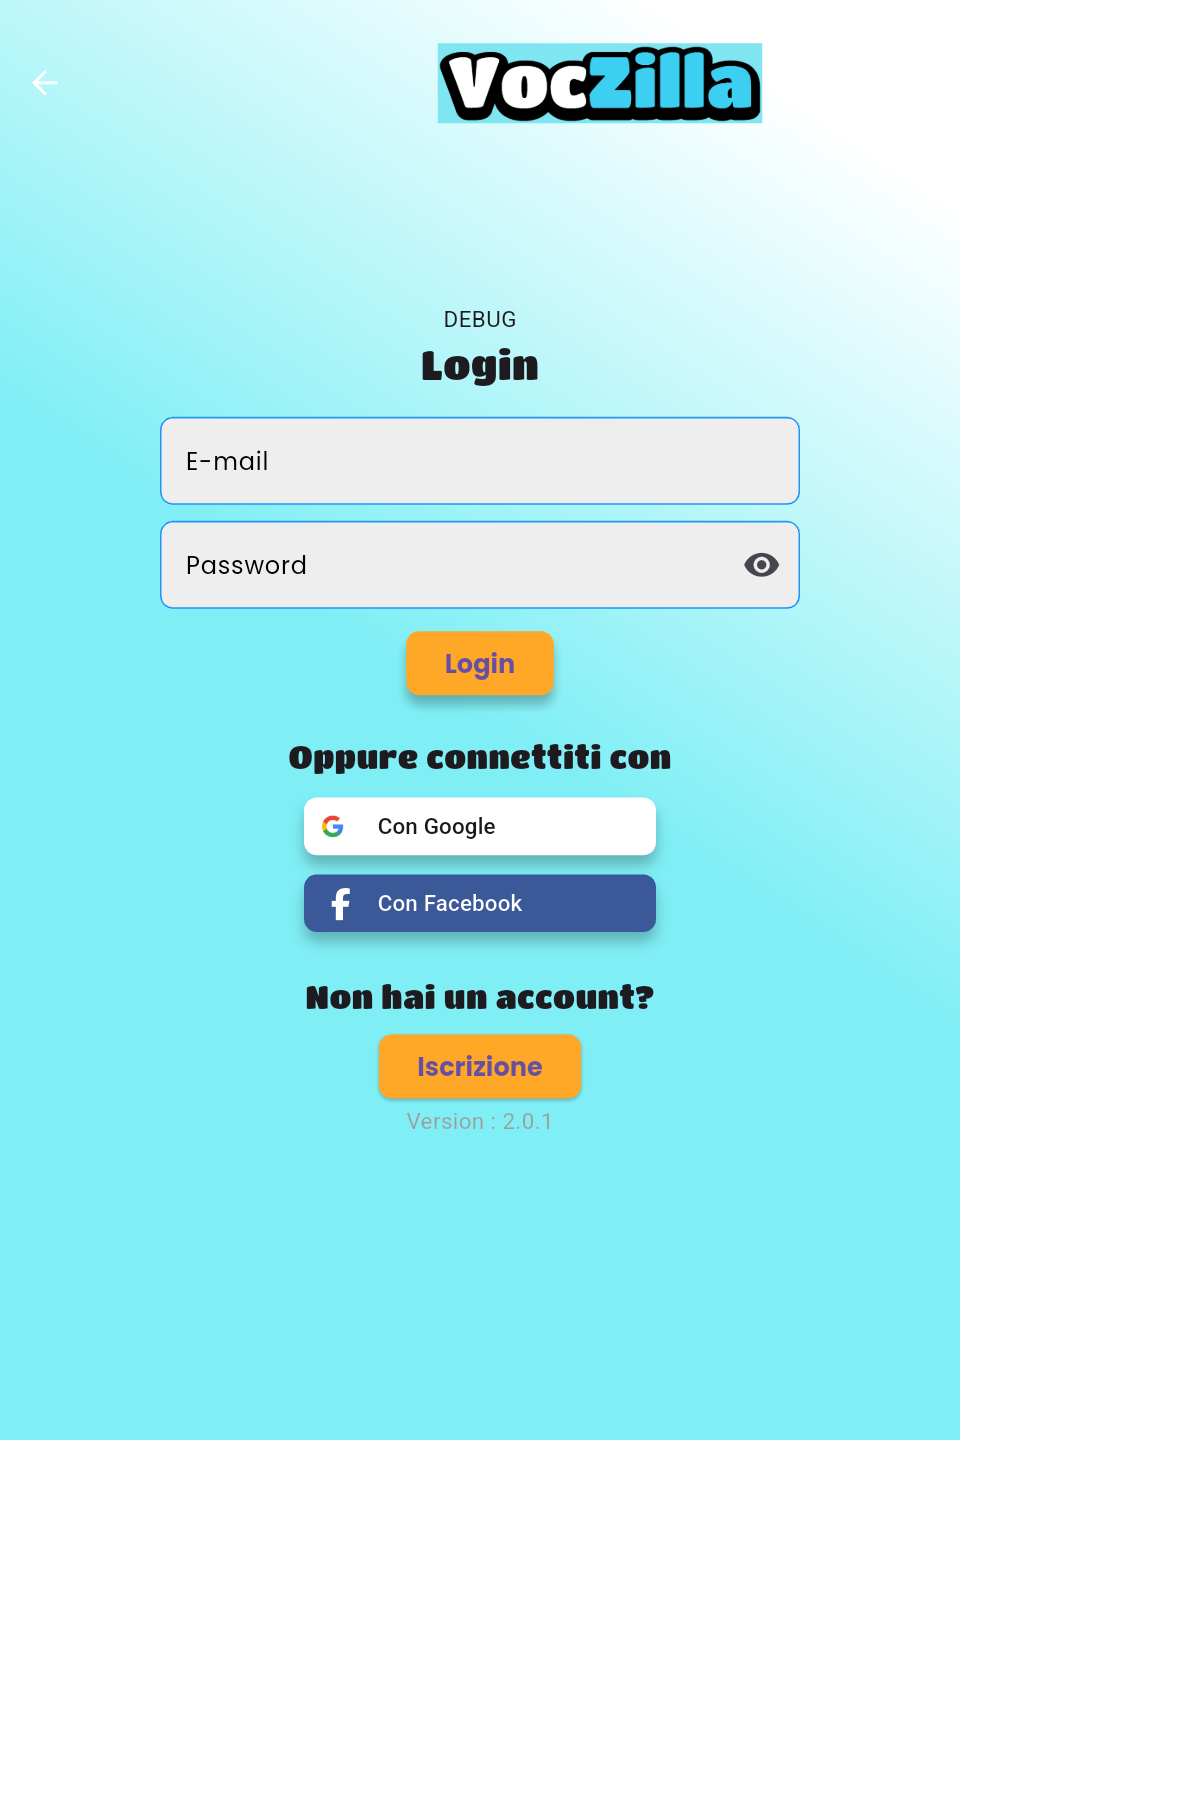 VocZilla
DEBUG
Login
E-mail
Password
Login
Oppure connettiti con
Con Google
Con Facebook
Non hai un account?
Iscrizione
Version : 2.0.1